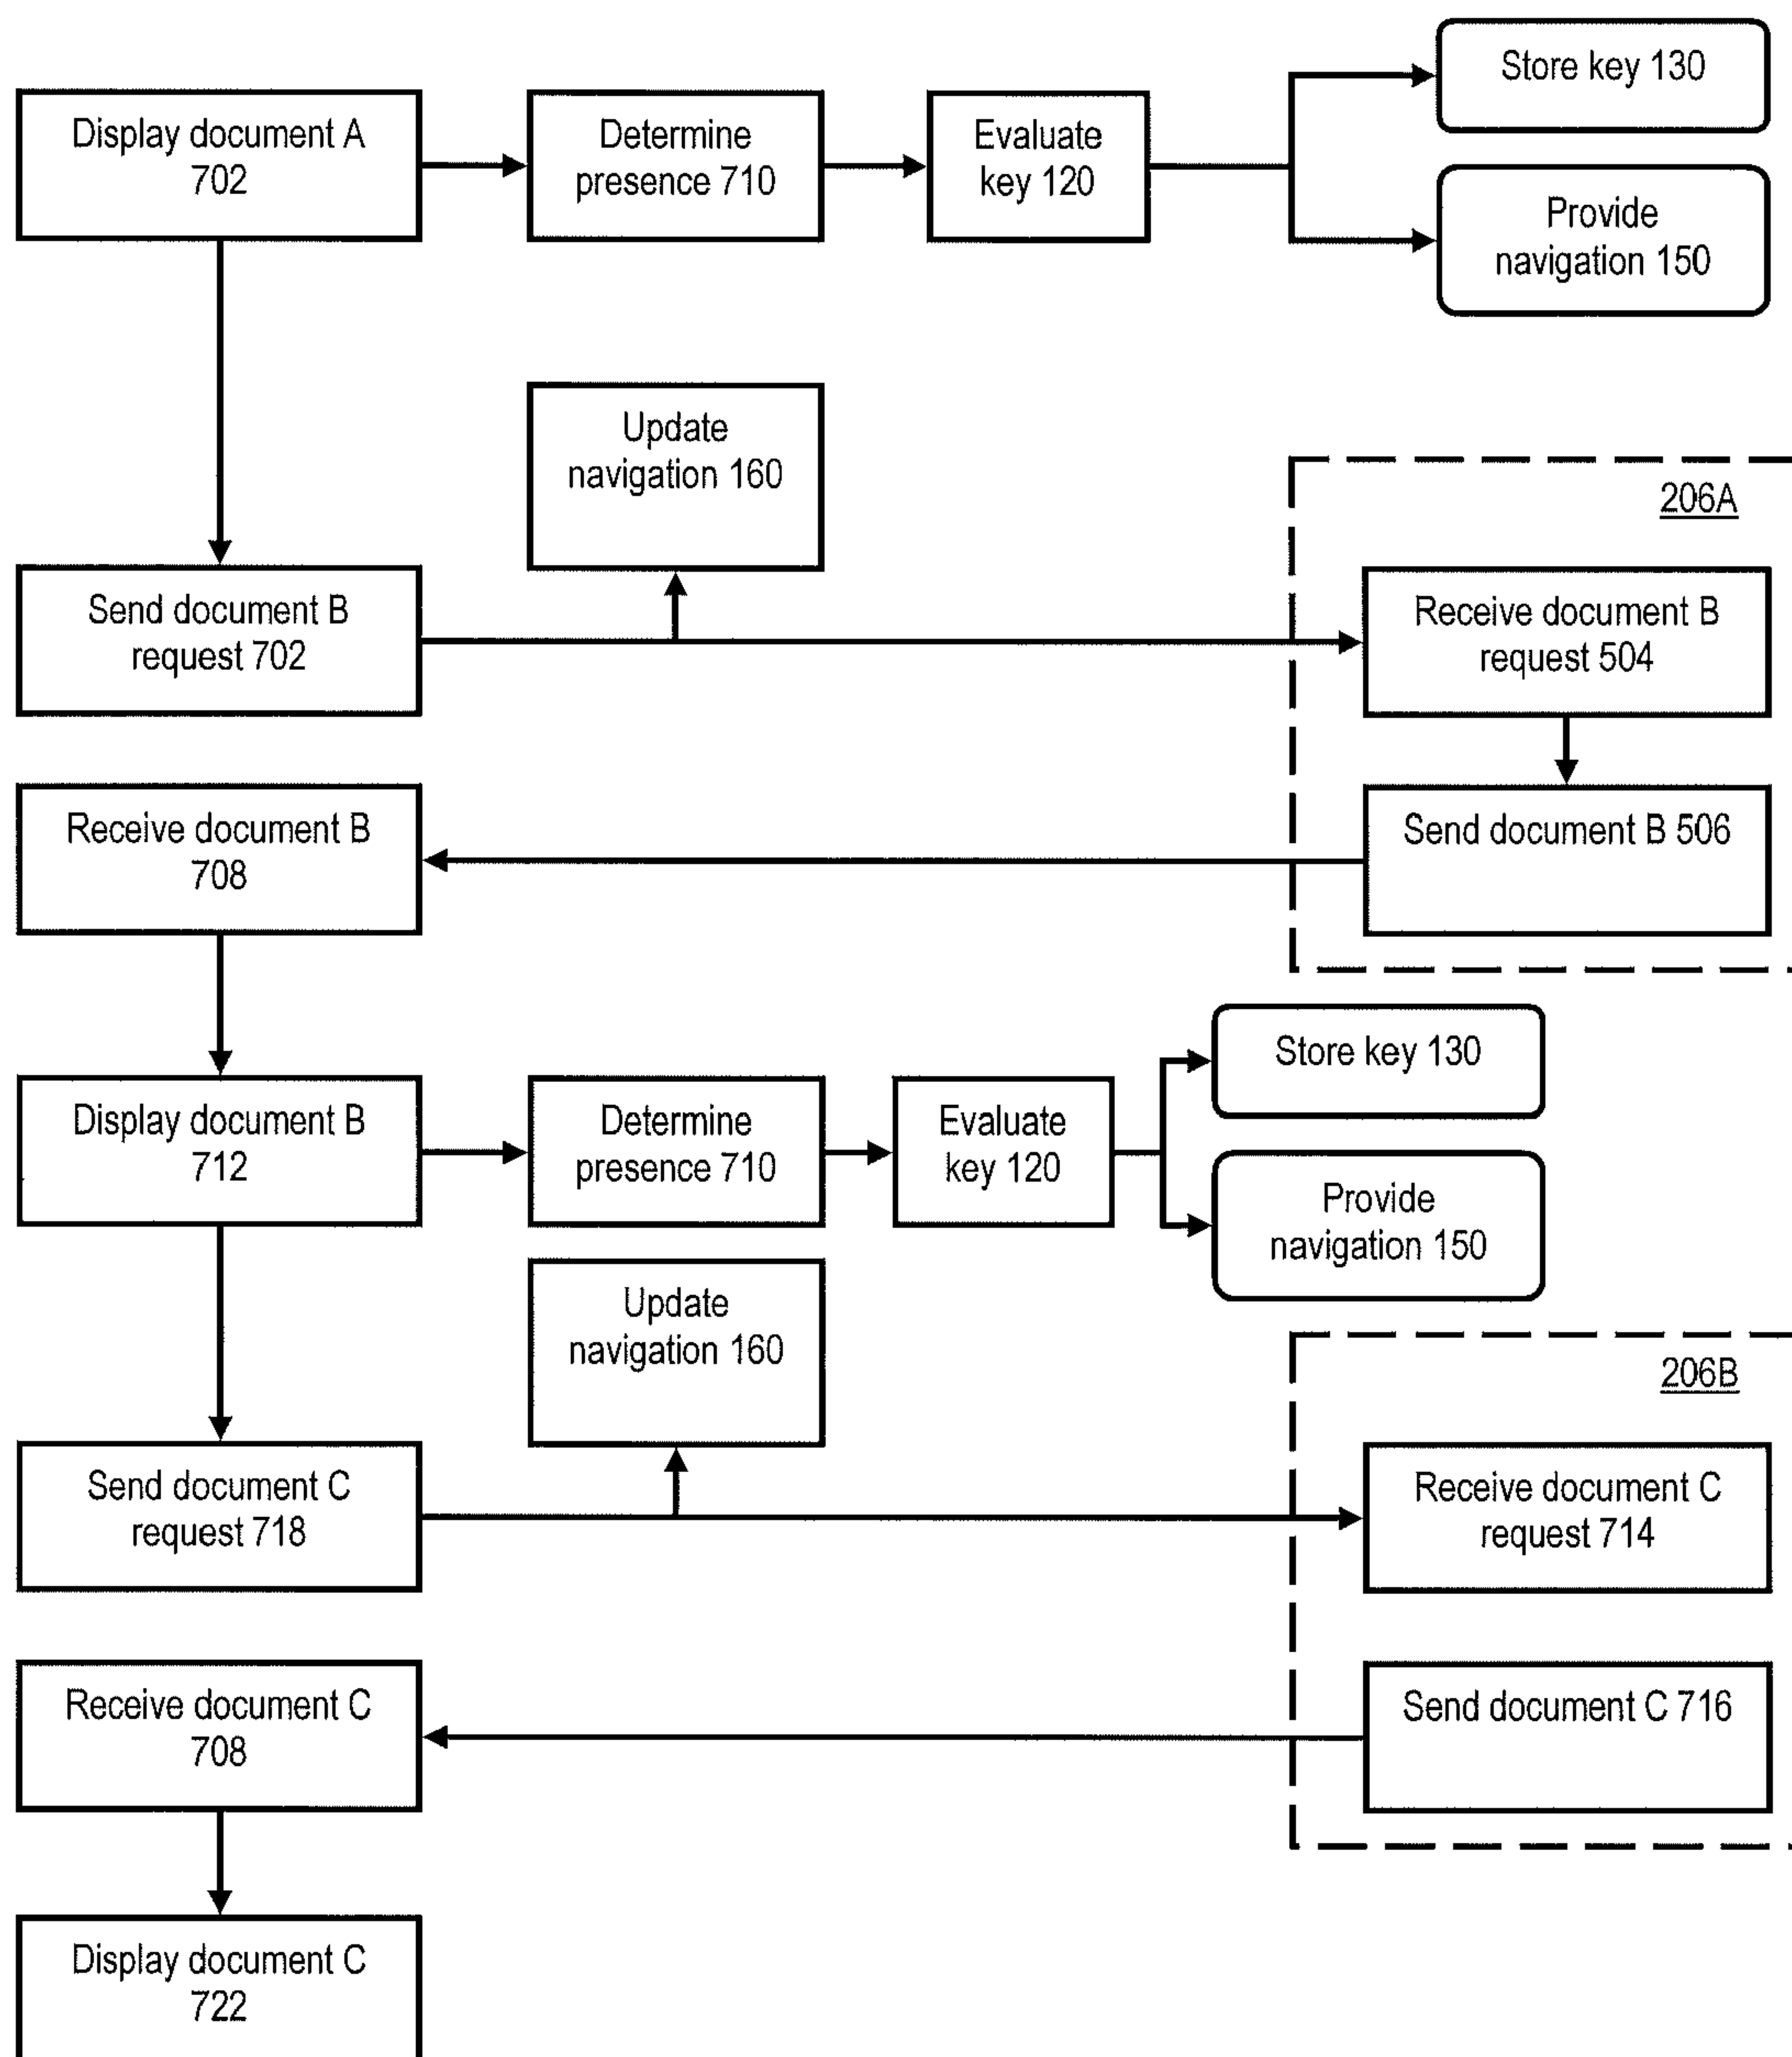 Display document A
702
Determine
presence 710
Evaluate
key 120
Store key 130
Provide
navigation 150
Update
navigation 160
206A
Send document B
request 702
Receive document B
request 504
Receive document B
708
Send document B 506
Display document B
712
Determine
presence 710
Evaluate
key 120
Store key 130
Provide
navigation 150
Update
navigation 160
206B
Send document C
request 718
Receive document C
request 714
Receive document C
708
Send document C 716
Display document C
722